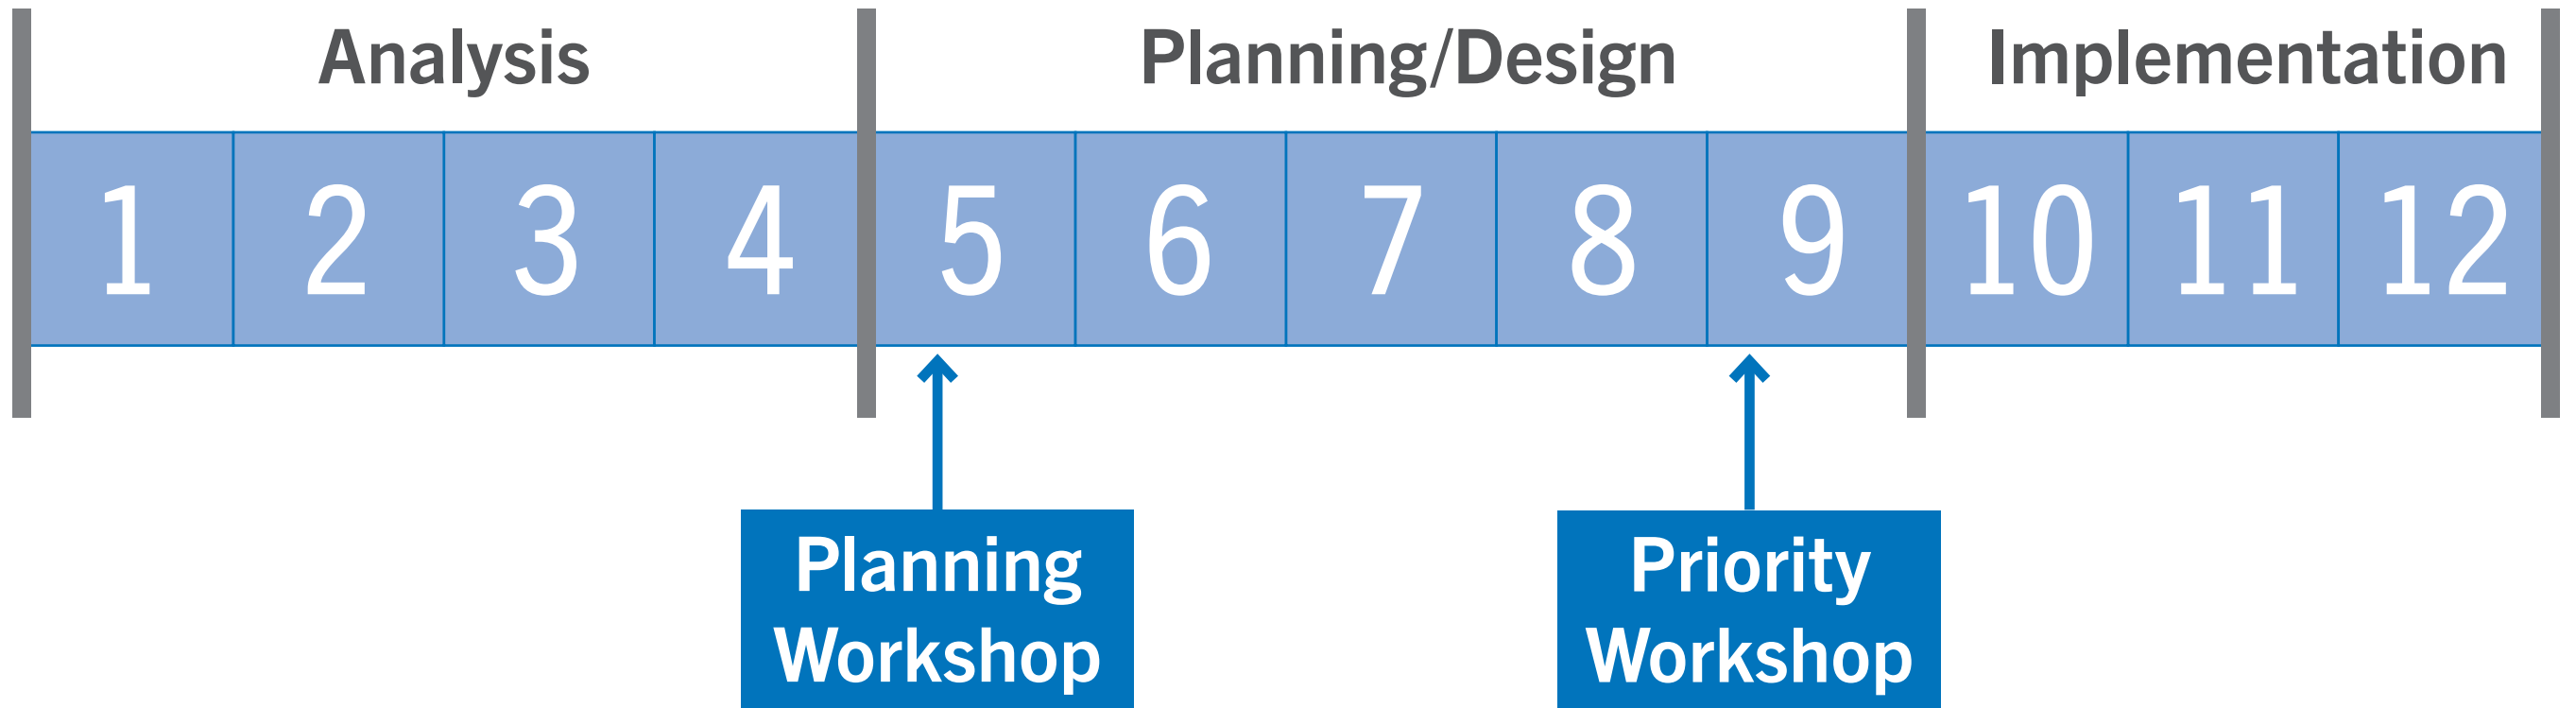 Analysis Planning/Design Implementation
1 2 3 4 5 6 7 8 9 10 11 12
Planning
Workshop
Priority
Workshop